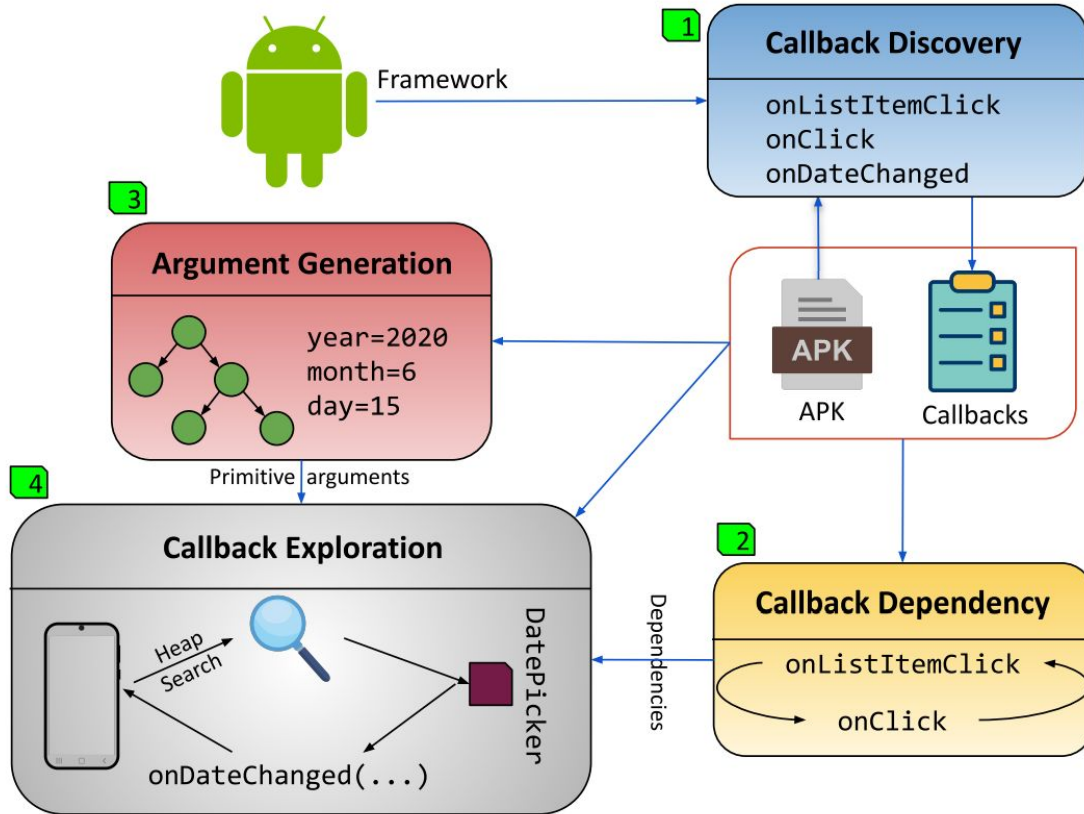 1
Callback Discovery
Framework
onListItemClick
onClick
onDateChanged
3
Argument Generation
year=2020
month=6
day=15
APK
APK
Callbacks
Primitive arguments
4
Callback Exploration
Heap
Search
DatePicker
onDateChanged(...)
Dependencies
2
Callback Dependency
onListItemClick
onClick